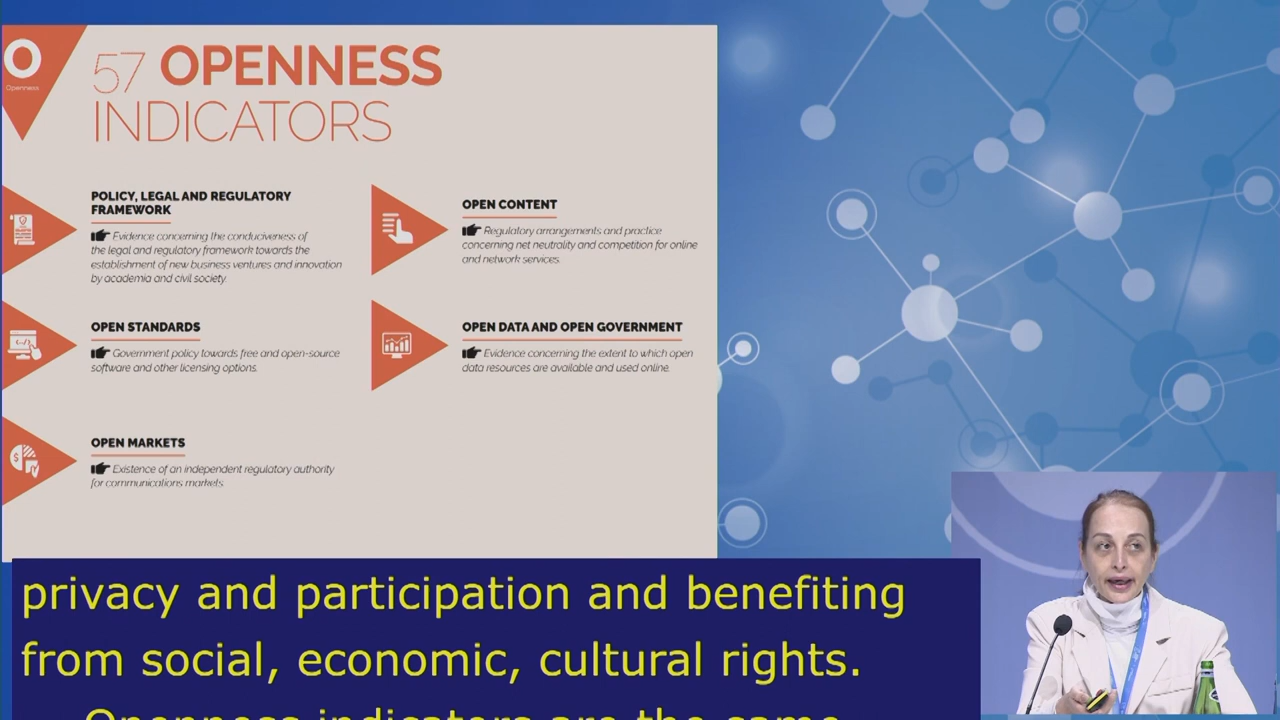 O
Openness
57 OPENNESS
INDICATORS
POLICY, LEGAL AND REGULATORY
FRAMEWORK
Evidence concerning the conduciveness of
the legal and regulatory framework towards the
establishment of new business ventures and innovation
by academia and civil society.
OPEN STANDARDS
Government policy towards free and open-source
software and other licensing options.
OPEN MARKETS
Existence of an independent regulatory authority
for communications markets.
OPEN CONTENT
Regulatory arrangements and practice
concerning net neutrality and competition for online
and network services.
OPEN DATA AND OPEN GOVERNMENT
Evidence concerning the extent to which open
data resources are available and used online.
privacy and participation and benefiting
from social, economic, cultural rights.
Openness indicators are the same